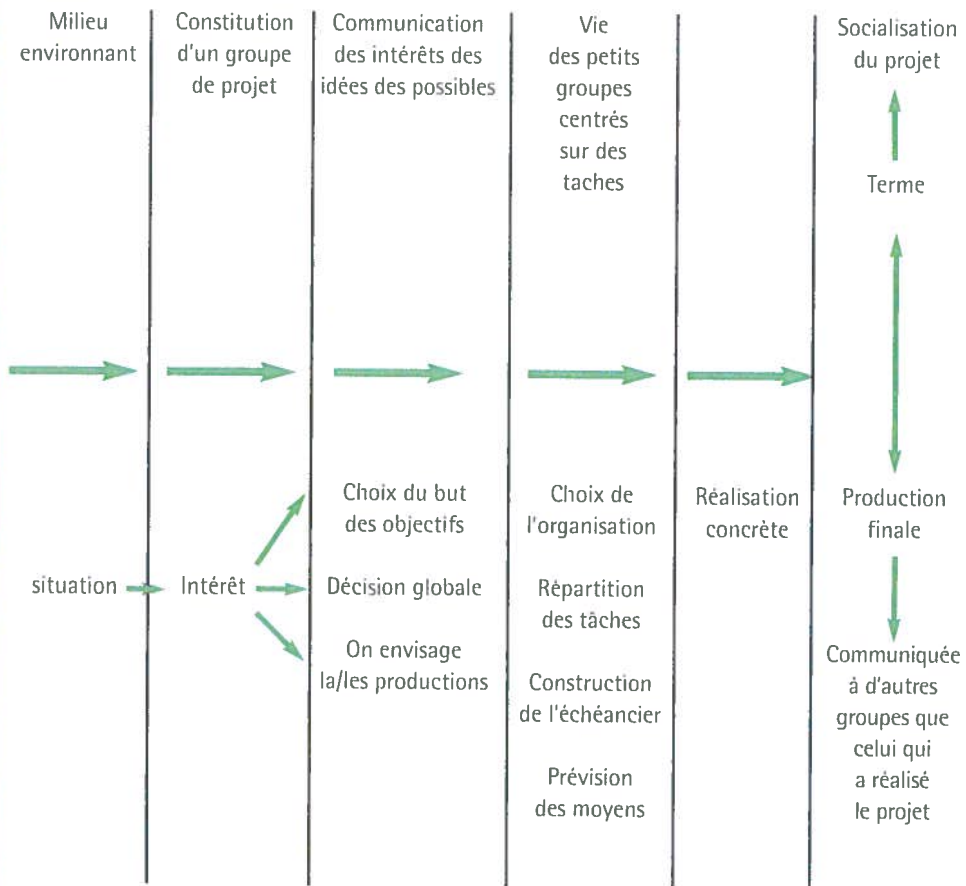 Milieu
environnant
Constitution
d'un groupe
de projet
Communication
des intérêts des
idées des possibles
Vie
des petits
groupes
centrés
sur des
taches
Socialisation
du projet
Terme
situation
Intérêt
Choix du but
des objectifs
Décision globale
On envisage
la/les productions
Choix de
l'organisation
Répartition
des tâches
Construction
de l'échéancier
Prévision
des moyens
Réalisation
concrète
Production
finale
Communiquée
á d'autres
groupes que
celui qui
a réalisé
le projet